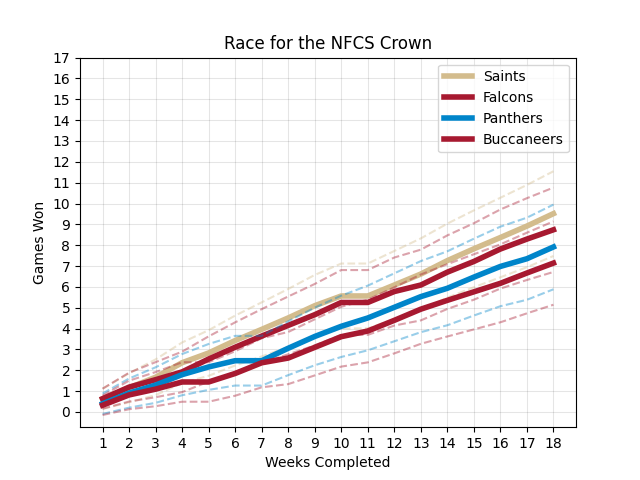 Race for the NFCS Crown
Saints
Falcons
Panthers
Buccaneers
Games Won
17
16
15
14
13
12
11
10
9
8
7
6
5
4
3
2
1
0
1 2 3 4 5 6 7 8 9 10 11 12 13 14 15 16 17 18
Weeks Completed